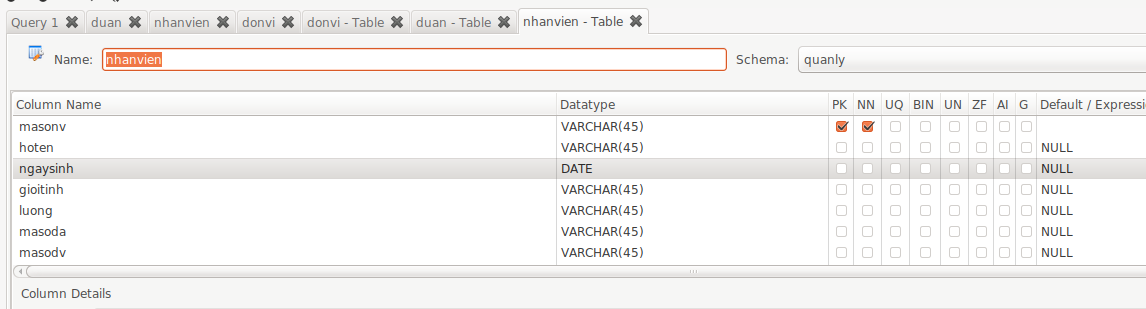 Query 1 duan nhanvien donvi donvi - Table duan - Table nhanvien - Table
Name: nhanvien Schema: quanly
Column Name Datatype PK NN UQ BIN UN ZF AI G Default / Expressi
masonv VARCHAR(45)
hoten VARCHAR(45) NULL
ngaysinh DATE NULL
gioitinh VARCHAR(45) NULL
luong VARCHAR(45) NULL
masoda VARCHAR(45) NULL
masodv VARCHAR(45) NULL
Column Details